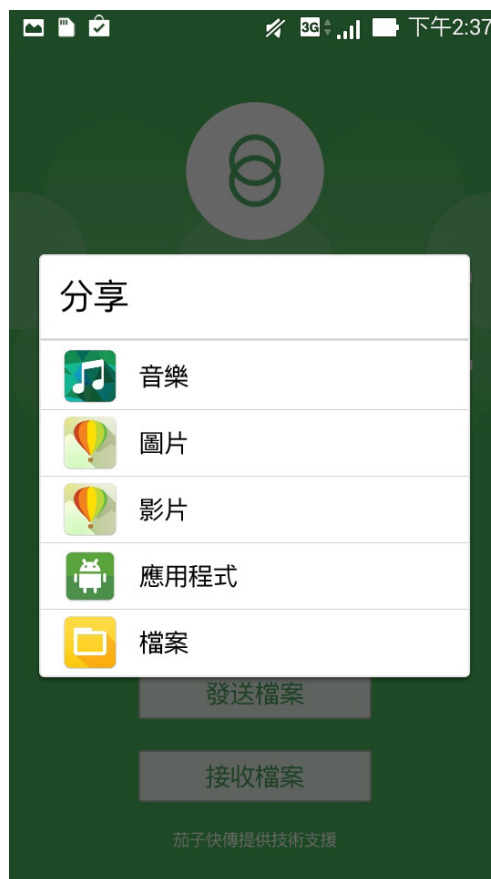 3G 下午2:37
分享
音樂
圖片
影片
應用程式
檔案
發送檔案
接收檔案
茄子快傳提供技術支援